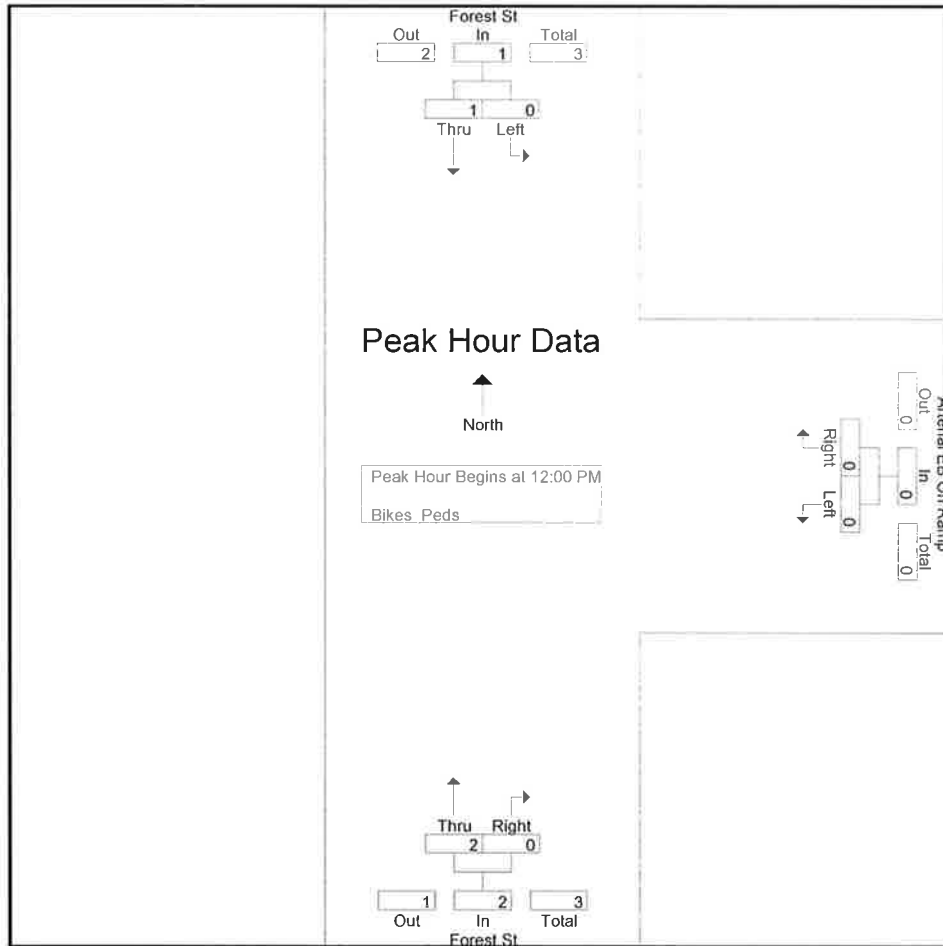 Forest St
Out In Total
2 1 3
1 0
Thru Left
Peak Hour Data
North
Peak Hour Begins at 12:00 PM
Bikes Peds
Out In Total
0 0 0
0 0
Right Left
Thru Right
2 0
1 2 3
Out In Total
Forest St